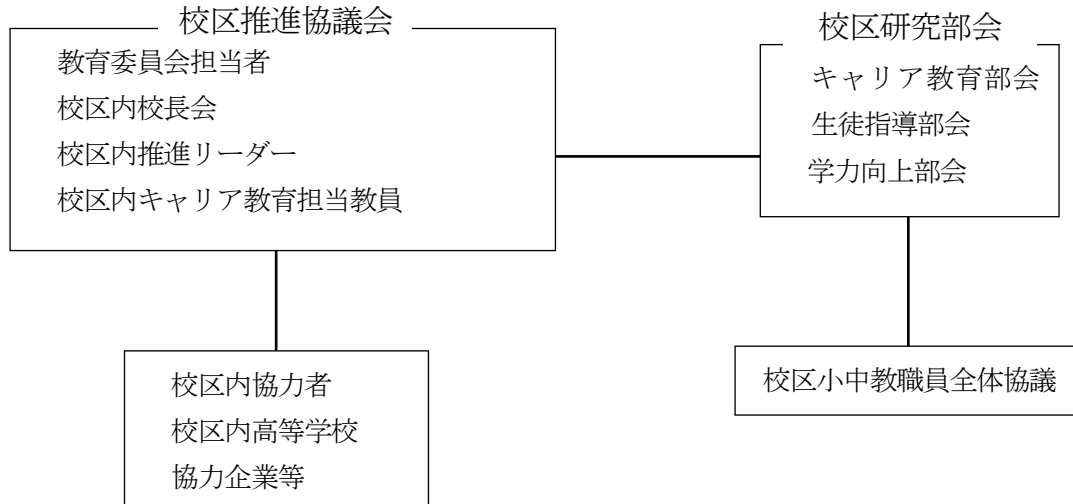 校区推進協議会
教育委員会担当者
校区内校長会
校区内推進リーダー
校区内キャリア教育担当教員
校区研究部会
キャリア教育部会
生徒指導部会
学力向上部会
校区内協力者
校区内高等学校
協力企業等
校区小中教職員全体協議